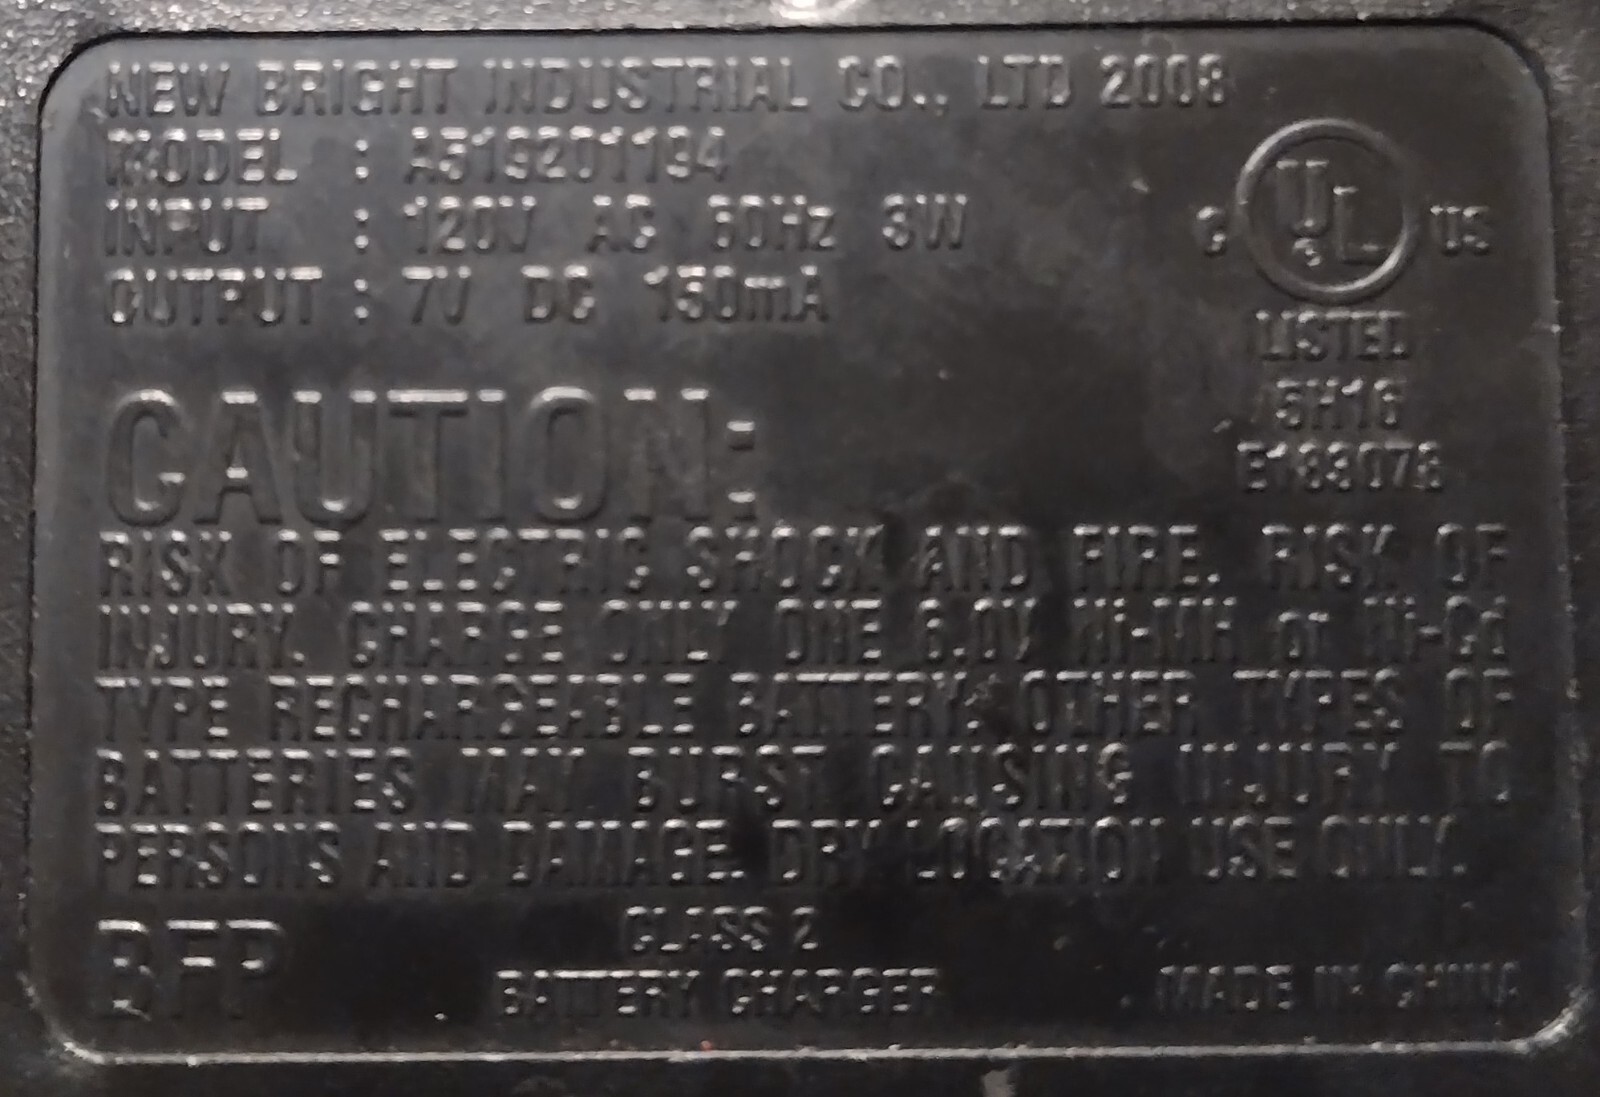 NEW BRIGHT INDUSTRIAL CO., LTD 2008
MODEL : A519201194
INPUT : 120V AC 60Hz 3W
OUTPUT : 7V DC 150mA
C UL US
LISTED
5H16
E183078
CAUTION:
RISK OF ELECTRIC SHOCK AND FIRE. RISK OF
INJURY. CHARGE ONLY ONE 6.0V Ni-MH or Ni-Cd
TYPE RECHARGEABLE BATTERY. OTHER TYPES OF
BATTERIES MAY BURST CAUSING INJURY TO
PERSONS AND DAMAGE. DRY LOCATION USE ONLY.
BFP
CLASS 2
BATTERY CHARGER
MADE IN CHINA